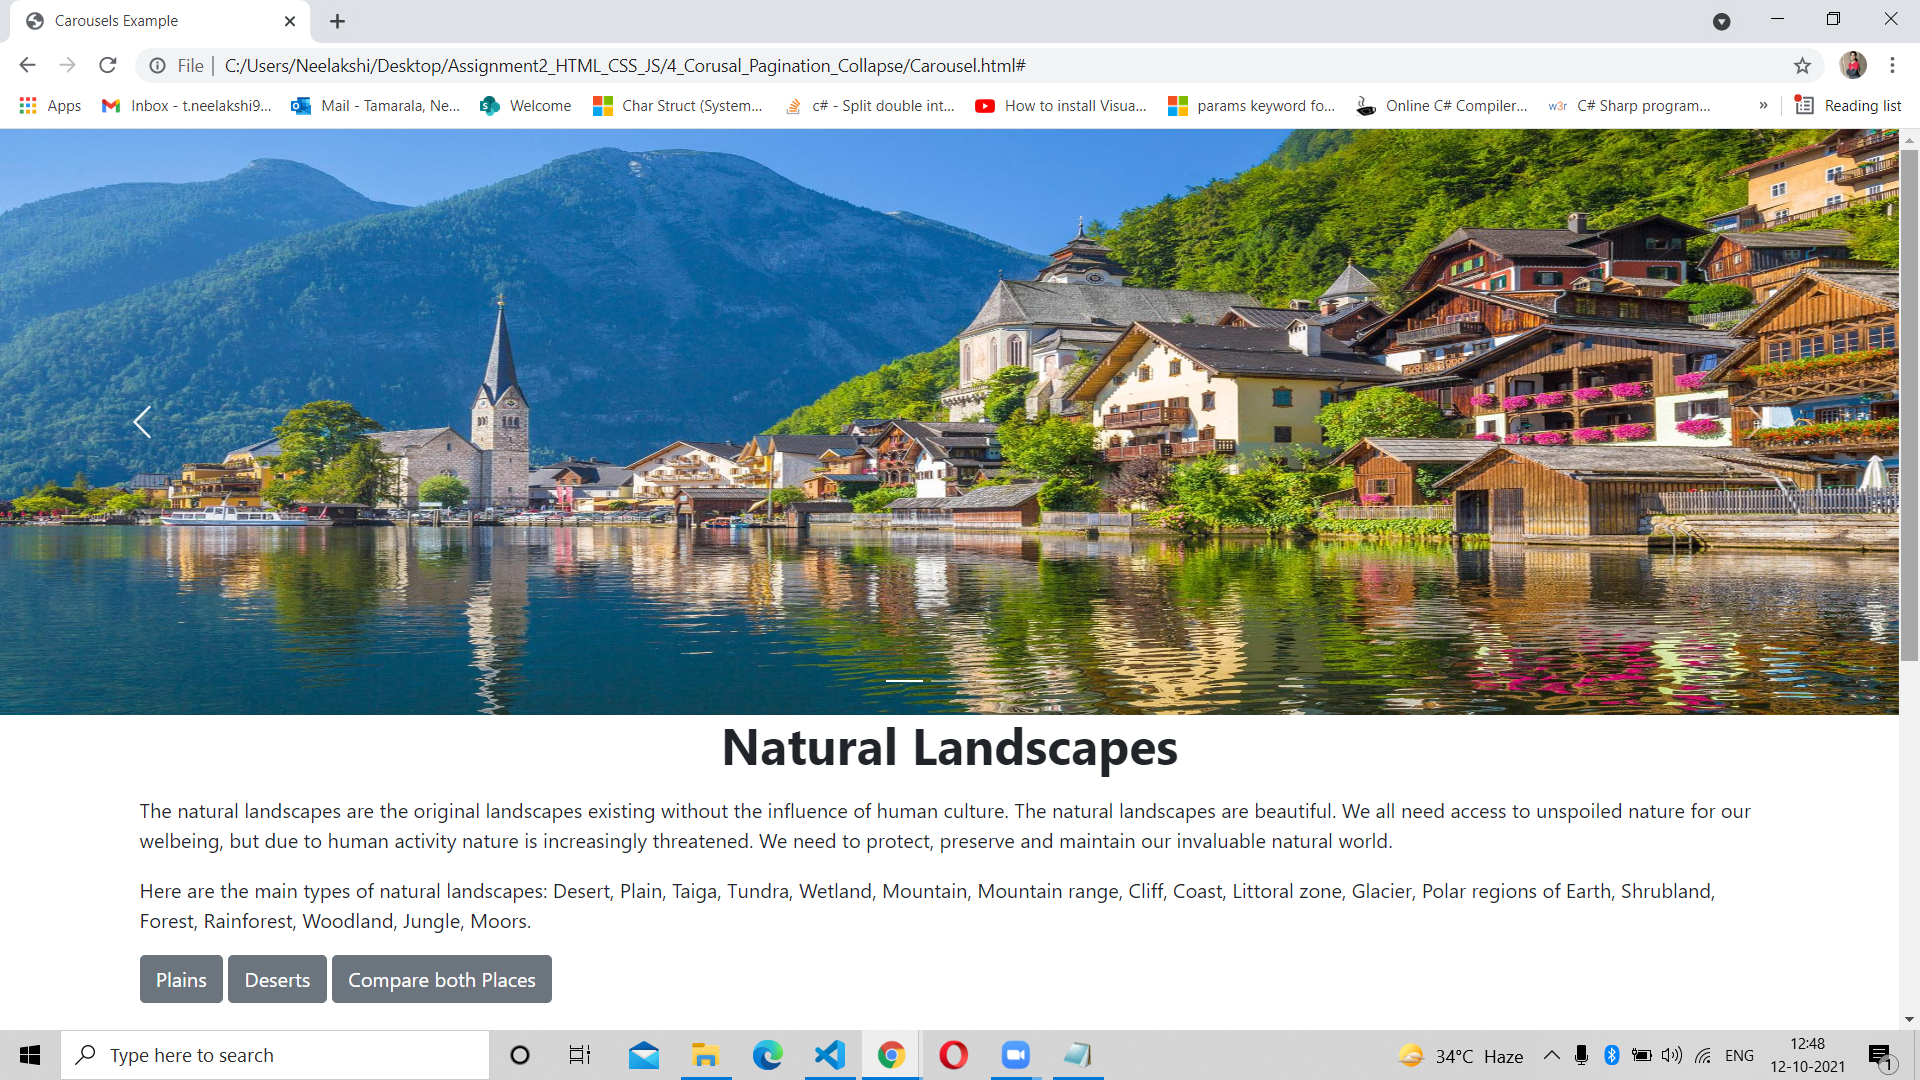 Carousels Example
File | C:/Users/Neelakshi/Desktop/Assignment2_HTML_CSS_JS/4_Corusal_Pagination_Collapse/Carousel.html#
Apps Inbox - t.neelakshi9... Mail - Tamarala, Ne... Welcome Char Struct (System... c# - Split double int... How to install Visua... params keyword fo... Online C# Compiler... w3r C# Sharp program... » Reading list
Natural Landscapes
The natural landscapes are the original landscapes existing without the influence of human culture. The natural landscapes are beautiful. We all need access to unspoiled nature for our
welbeing, but due to human activity nature is increasingly threatened. We need to protect, preserve and maintain our invaluable natural world.
Here are the main types of natural landscapes: Desert, Plain, Taiga, Tundra, Wetland, Mountain, Mountain range, Cliff, Coast, Littoral zone, Glacier, Polar regions of Earth, Shrubland,
Forest, Rainforest, Woodland, Jungle, Moors.
Plains Deserts Compare both Places
Type here to search
34°C Haze ENG
12:48
12-10-2021
1